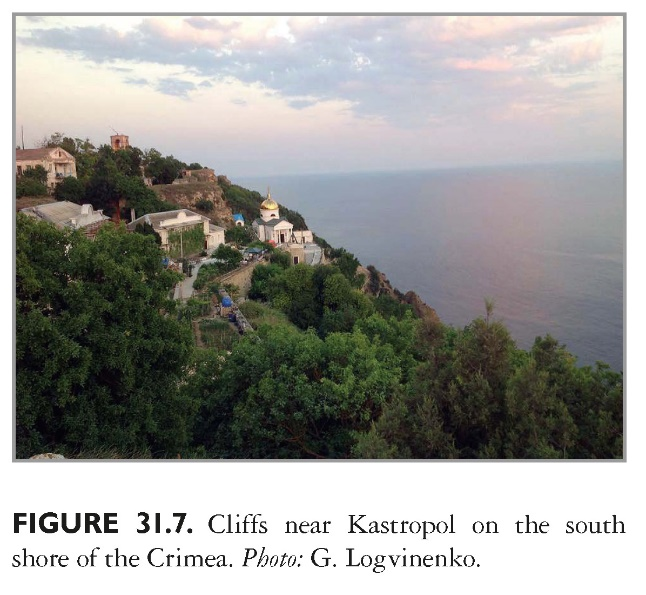 FIGURE 31.7. Cliffs near Kastropol on the south
shore of the Crimea. Photo: G. Logvinenko.